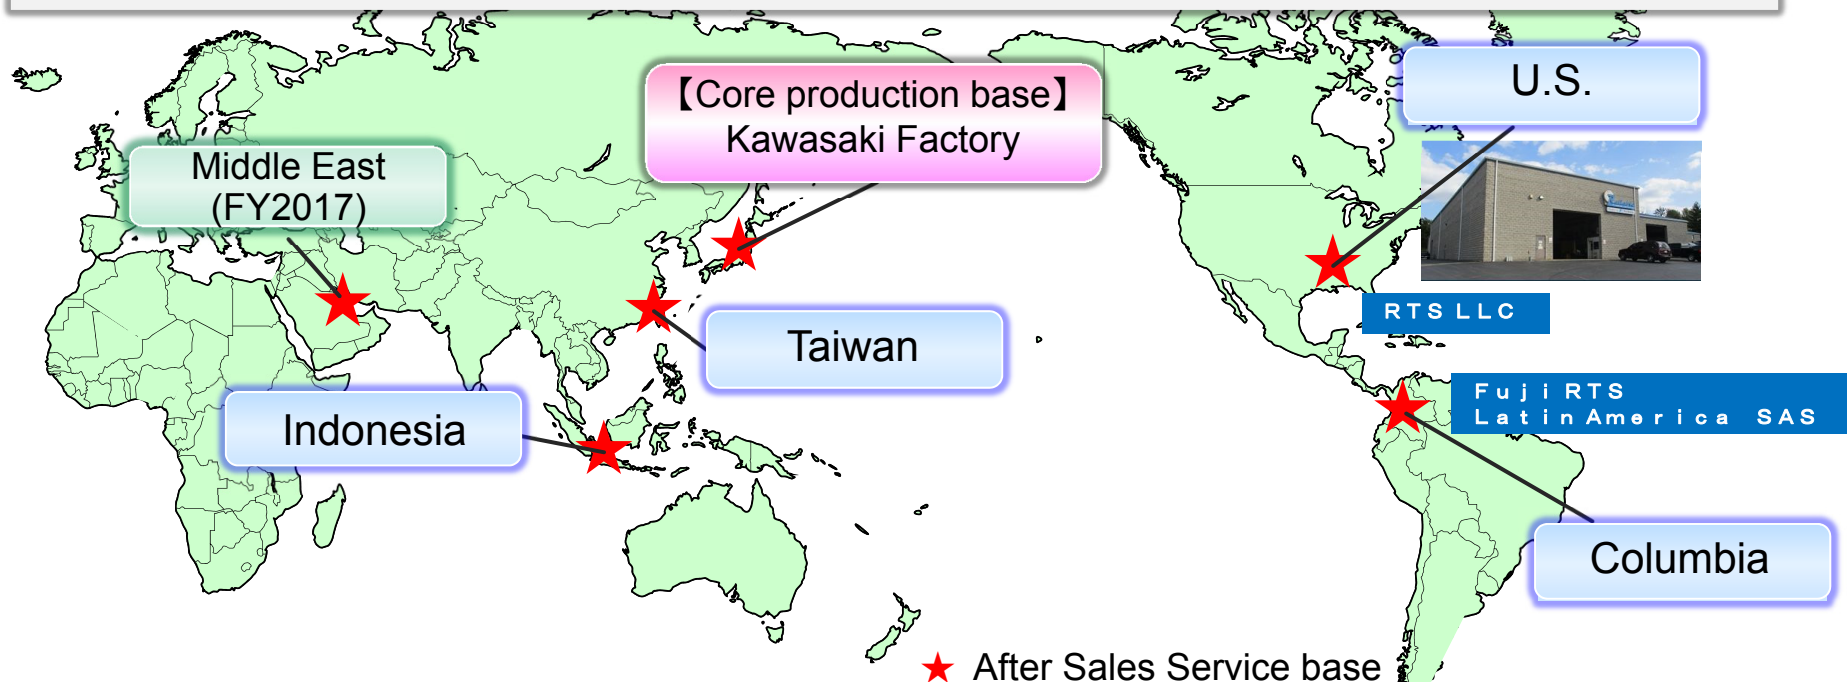 【Core production base】
Kawasaki Factory
U.S.
Middle East
(FY2017)
RTS LLC
Taiwan
Fuji RTS
Latin America SAS
Indonesia
Columbia
★ After Sales Service base